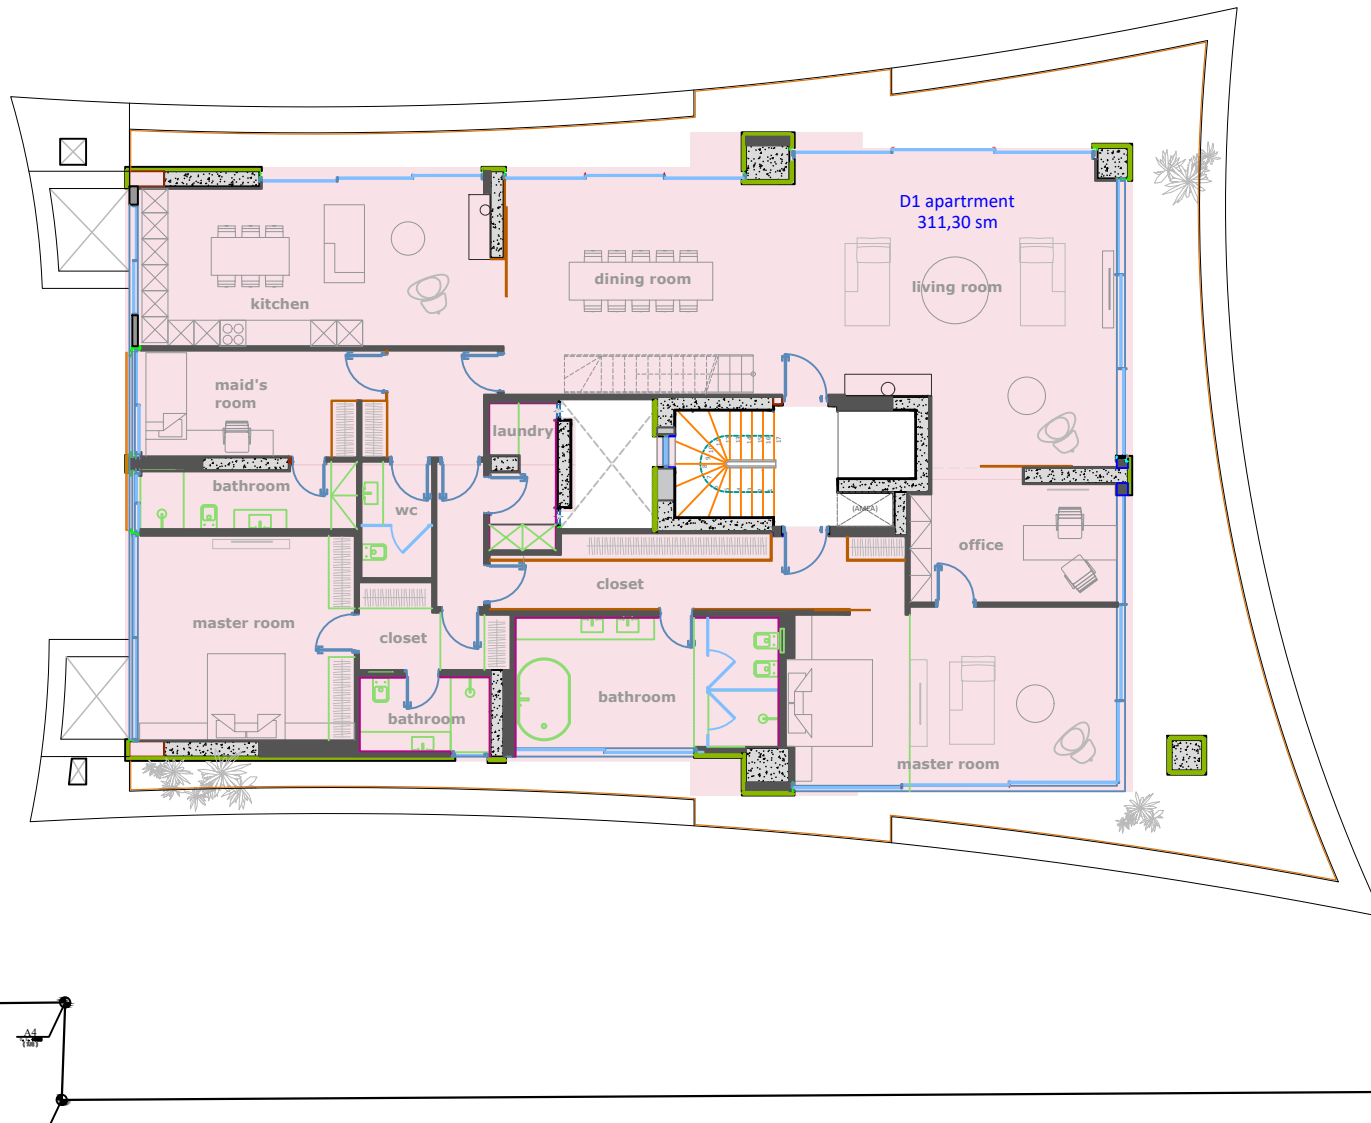 D1 apartrment
311,30 sm
dining room
living room
kitchen
maid's
room
laundry
bathroom
wc
(AMEA)
office
closet
master room
closet
bathroom
bathroom
master room
A4